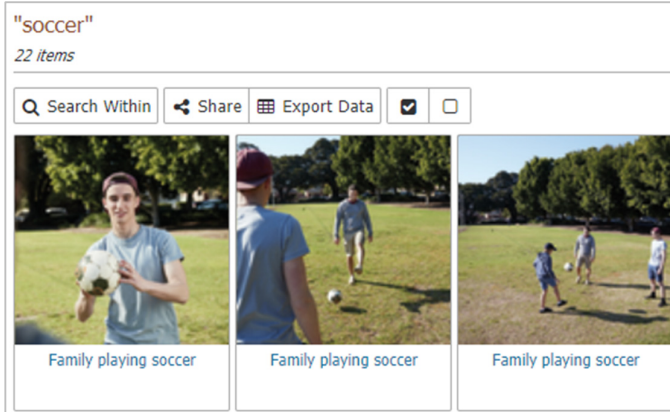 "soccer"
22 items
Search Within Share Export Data
Family playing soccer Family playing soccer Family playing soccer